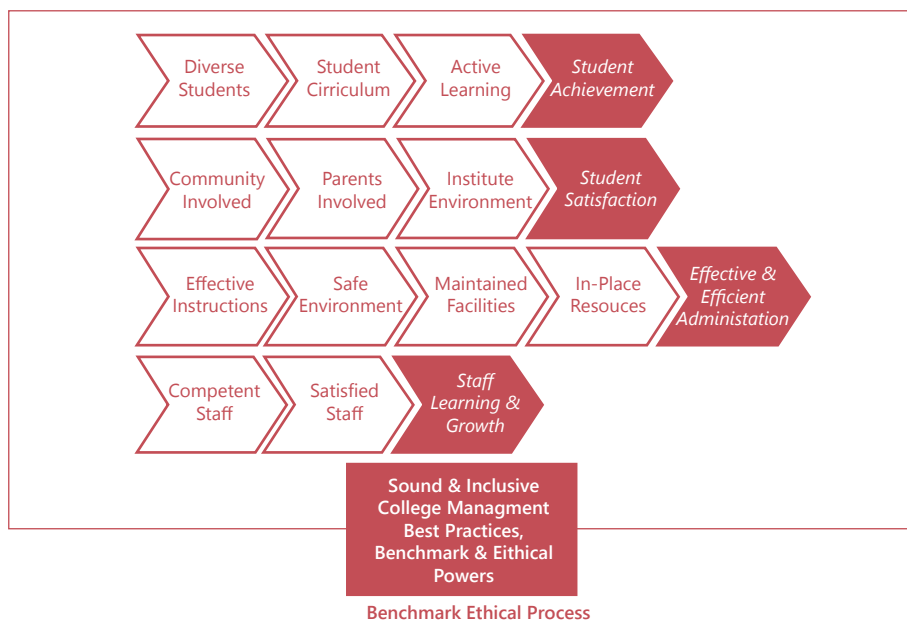 Diverse
Students
Student
Cirriculum
Active
Learning
Student
Achievement
Community
Involved
Parents
Involved
Institute
Environment
Student
Satisfaction
Effective
Instructions
Safe
Environment
Maintained
Facilities
In-Place
Resouces
Effective &
Efficient
Administation
Competent
Staff
Satisfied
Staff
Staff
Learning &
Growth
Sound & Inclusive
College Managment
Best Practices,
Benchmark & Eithical
Powers
Benchmark Ethical Process